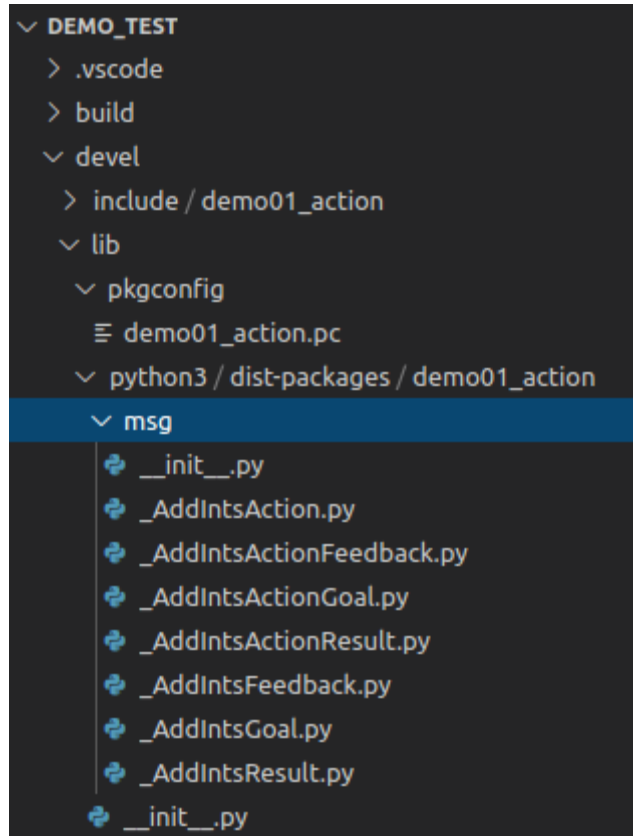 DEMO_TEST
.vscode
build
devel
include / demo01_action
lib
pkgconfig
demo01_action.pc
python3 / dist-packages / demo01_action
msg
__init__.py
_AddIntsAction.py
_AddIntsActionFeedback.py
_AddIntsActionGoal.py
_AddIntsActionResult.py
_AddIntsFeedback.py
_AddIntsGoal.py
_AddIntsResult.py
__init__.py